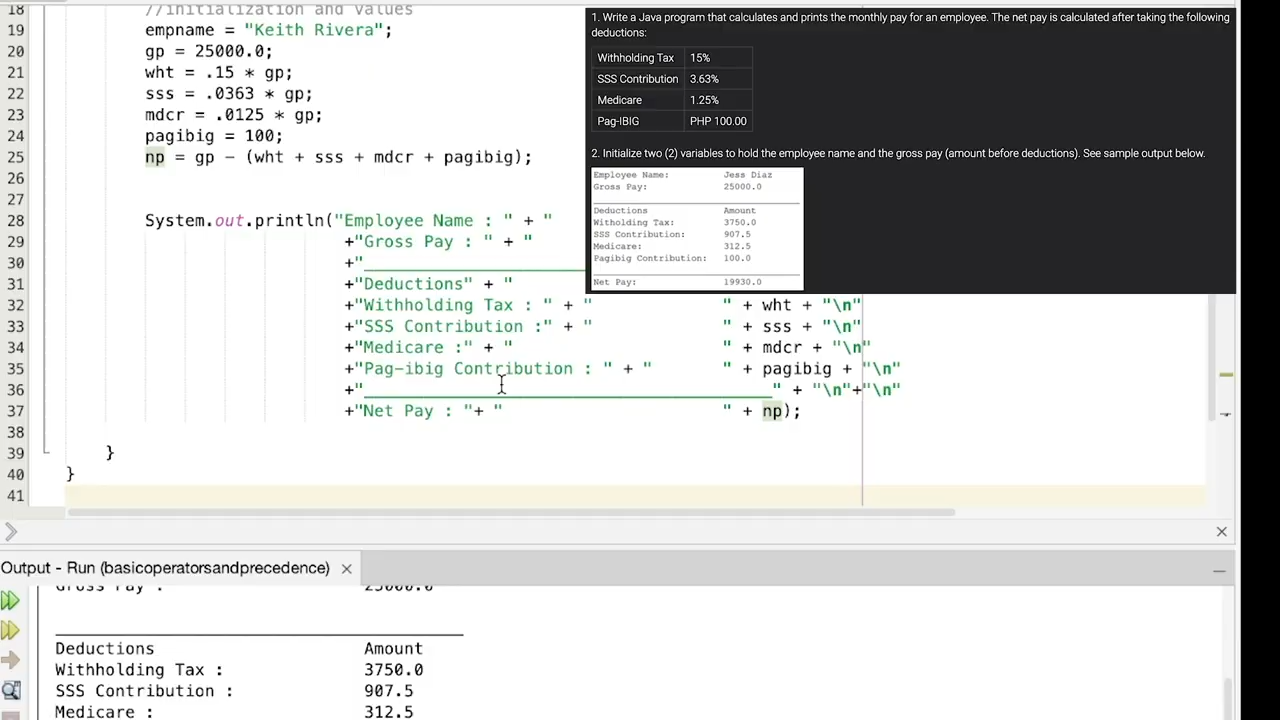 18 //initialization and values
19 empname = "Keith Rivera";
20 gp = 25000.0;
21 wht = .15 * gp;
22 sss = .0363 * gp;
23 mdcr = .0125 * gp;
24 pagibig = 100;
25 np = gp - (wht + sss + mdcr + pagibig);
26
27
28 System.out.println("Employee Name : " + "
29 +"Gross Pay : " + "
30 +"________________________
31 +"Deductions" + "
32 +"Withholding Tax : " + " " + wht + "\n"
33 +"SSS Contribution :" + " " + sss + "\n"
34 +"Medicare :" + " " + mdcr + "\n"
35 +"Pag-ibig Contribution : " + " " + pagibig + "\n"
36 +"_________________________________________ " + "\n"+"\n"
37 +"Net Pay : "+ " " + np);
38
39 }
40 }
41
1. Write a Java program that calculates and prints the monthly pay for an employee. The net pay is calculated after taking the following
deductions:
Withholding Tax 15%
SSS Contribution 3.63%
Medicare 1.25%
Pag-IBIG PHP 100.00
2. Initialize two (2) variables to hold the employee name and the gross pay (amount before deductions). See sample output below.
Employee Name: Jess Diaz
Gross Pay: 25000.0
Deductions Amount
Witholding Tax: 3750.0
SSS Contribution: 907.5
Medicare: 312.5
Pagibig Contribution: 100.0
Net Pay: 19930.0
Output - Run (basicoperatorsandprecedence)
Gross Pay : 25000.0
Deductions Amount
Withholding Tax : 3750.0
SSS Contribution : 907.5
Medicare : 312.5